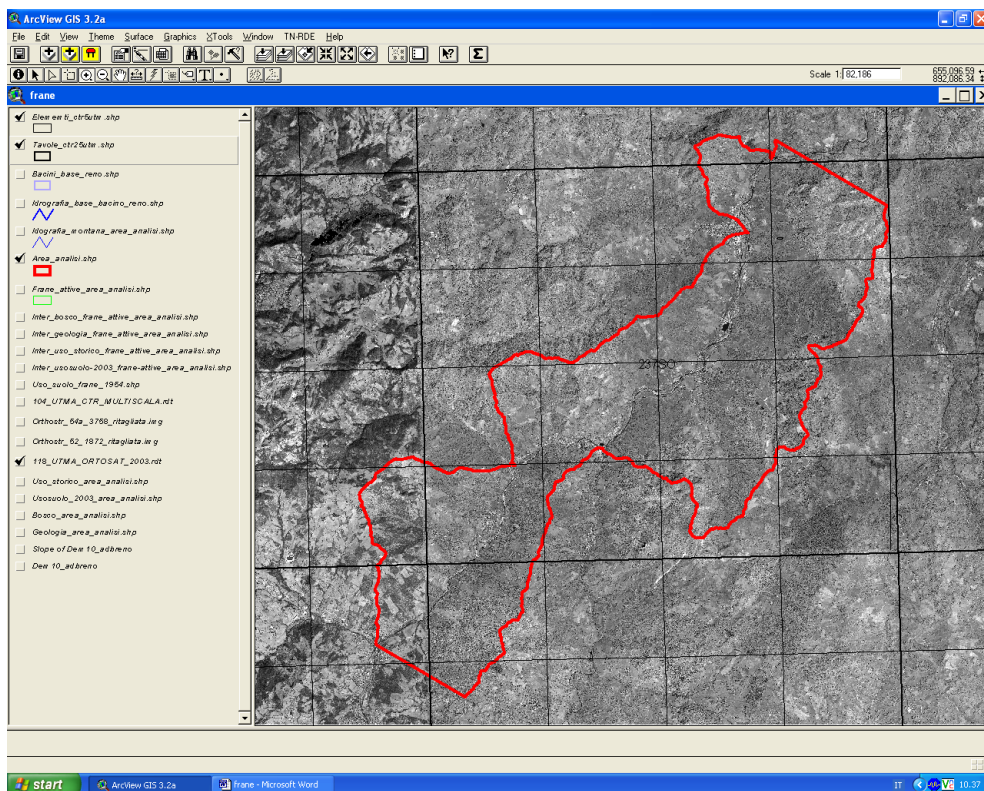 ArcView GIS 3.2a
File Edit View Theme Surface Graphics XTools Window TN-RDE Help
Scale 1: 82,186
655,096.59
892,086.34
frane
Elementi_ctr5utm.shp
Tavole_ctr25utm.shp
Bacini_base_reno.shp
Idrografia_base_bacino_reno.shp
Idografia_montana_area_analisi.shp
Area_analisi.shp
Frane_attive_area_analisi.shp
Inter_bosco_frane_attive_area_analisi.shp
Inter_geologia_frane_attive_area_analisi.shp
Inter_uso_storico_frane_attive_area_analisi.shp
Inter_usosuolo-2003_frane-attive_area_analisi.shp
Uso_suolo_frane_1954.shp
104_UTMA_CTR_MULTISCALA.rdt
Orthostr_54a_3758_ritagliata.img
Orthostr_52_1872_ritagliata.img
118_UTMA_ORTOSAT_2003.rdt
Uso_storico_area_analisi.shp
Usosuolo_2003_area_analisi.shp
Bosco_area_analisi.shp
Geologia_area_analisi.shp
Slope of Dem 10_adbreno
Dem 10_adbreno
start
ArcView GIS 3.2a
frane - Microsoft Word
IT
10.37